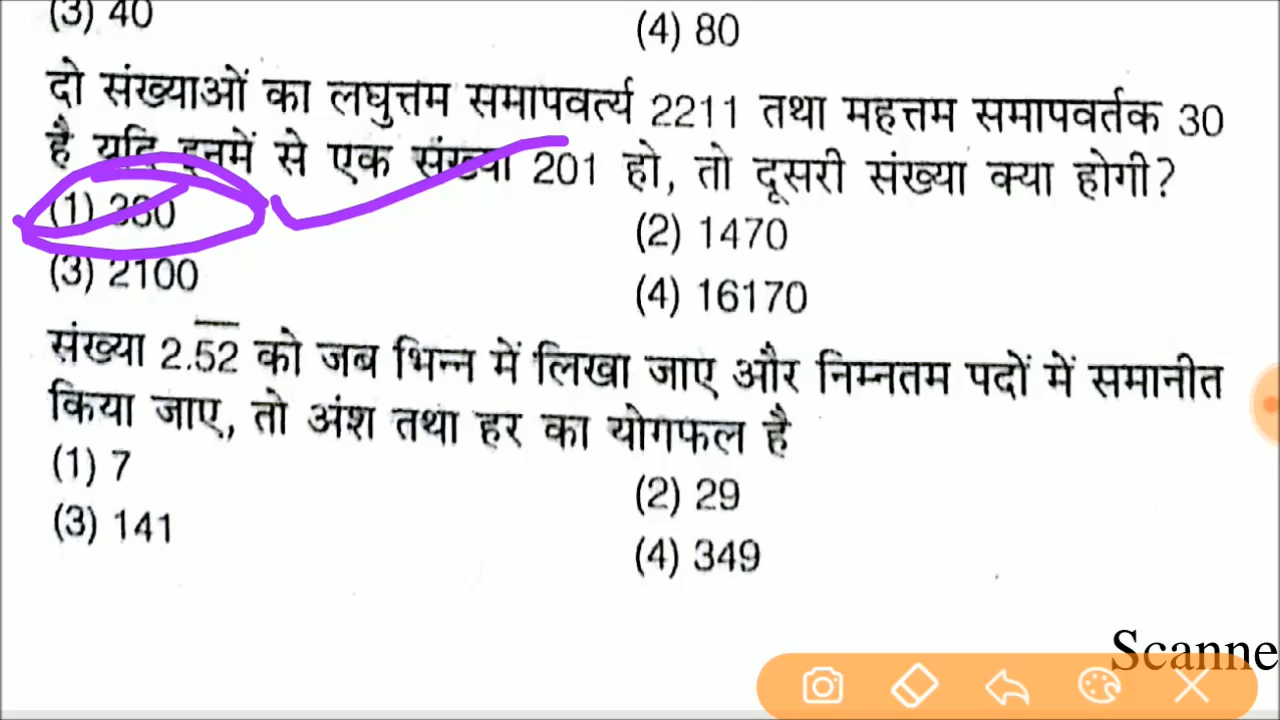 (3) 40
(4) 80
दो संख्याओं का लघुत्तम समापवर्त्य 2211 तथा महत्तम समापवर्तक 30
है यदि इनमें से एक संख्या 201 हो, तो दूसरी संख्या क्या होगी?
(1) 330
(2) 1470
(3) 2100
(4) 16170
संख्या 2.5̅2̅ को जब भिन्न में लिखा जाए और निम्नतम पदों में समानीत
किया जाए, तो अंश तथा हर का योगफल है
(1) 7
(2) 29
(3) 141
(4) 349
Scanne